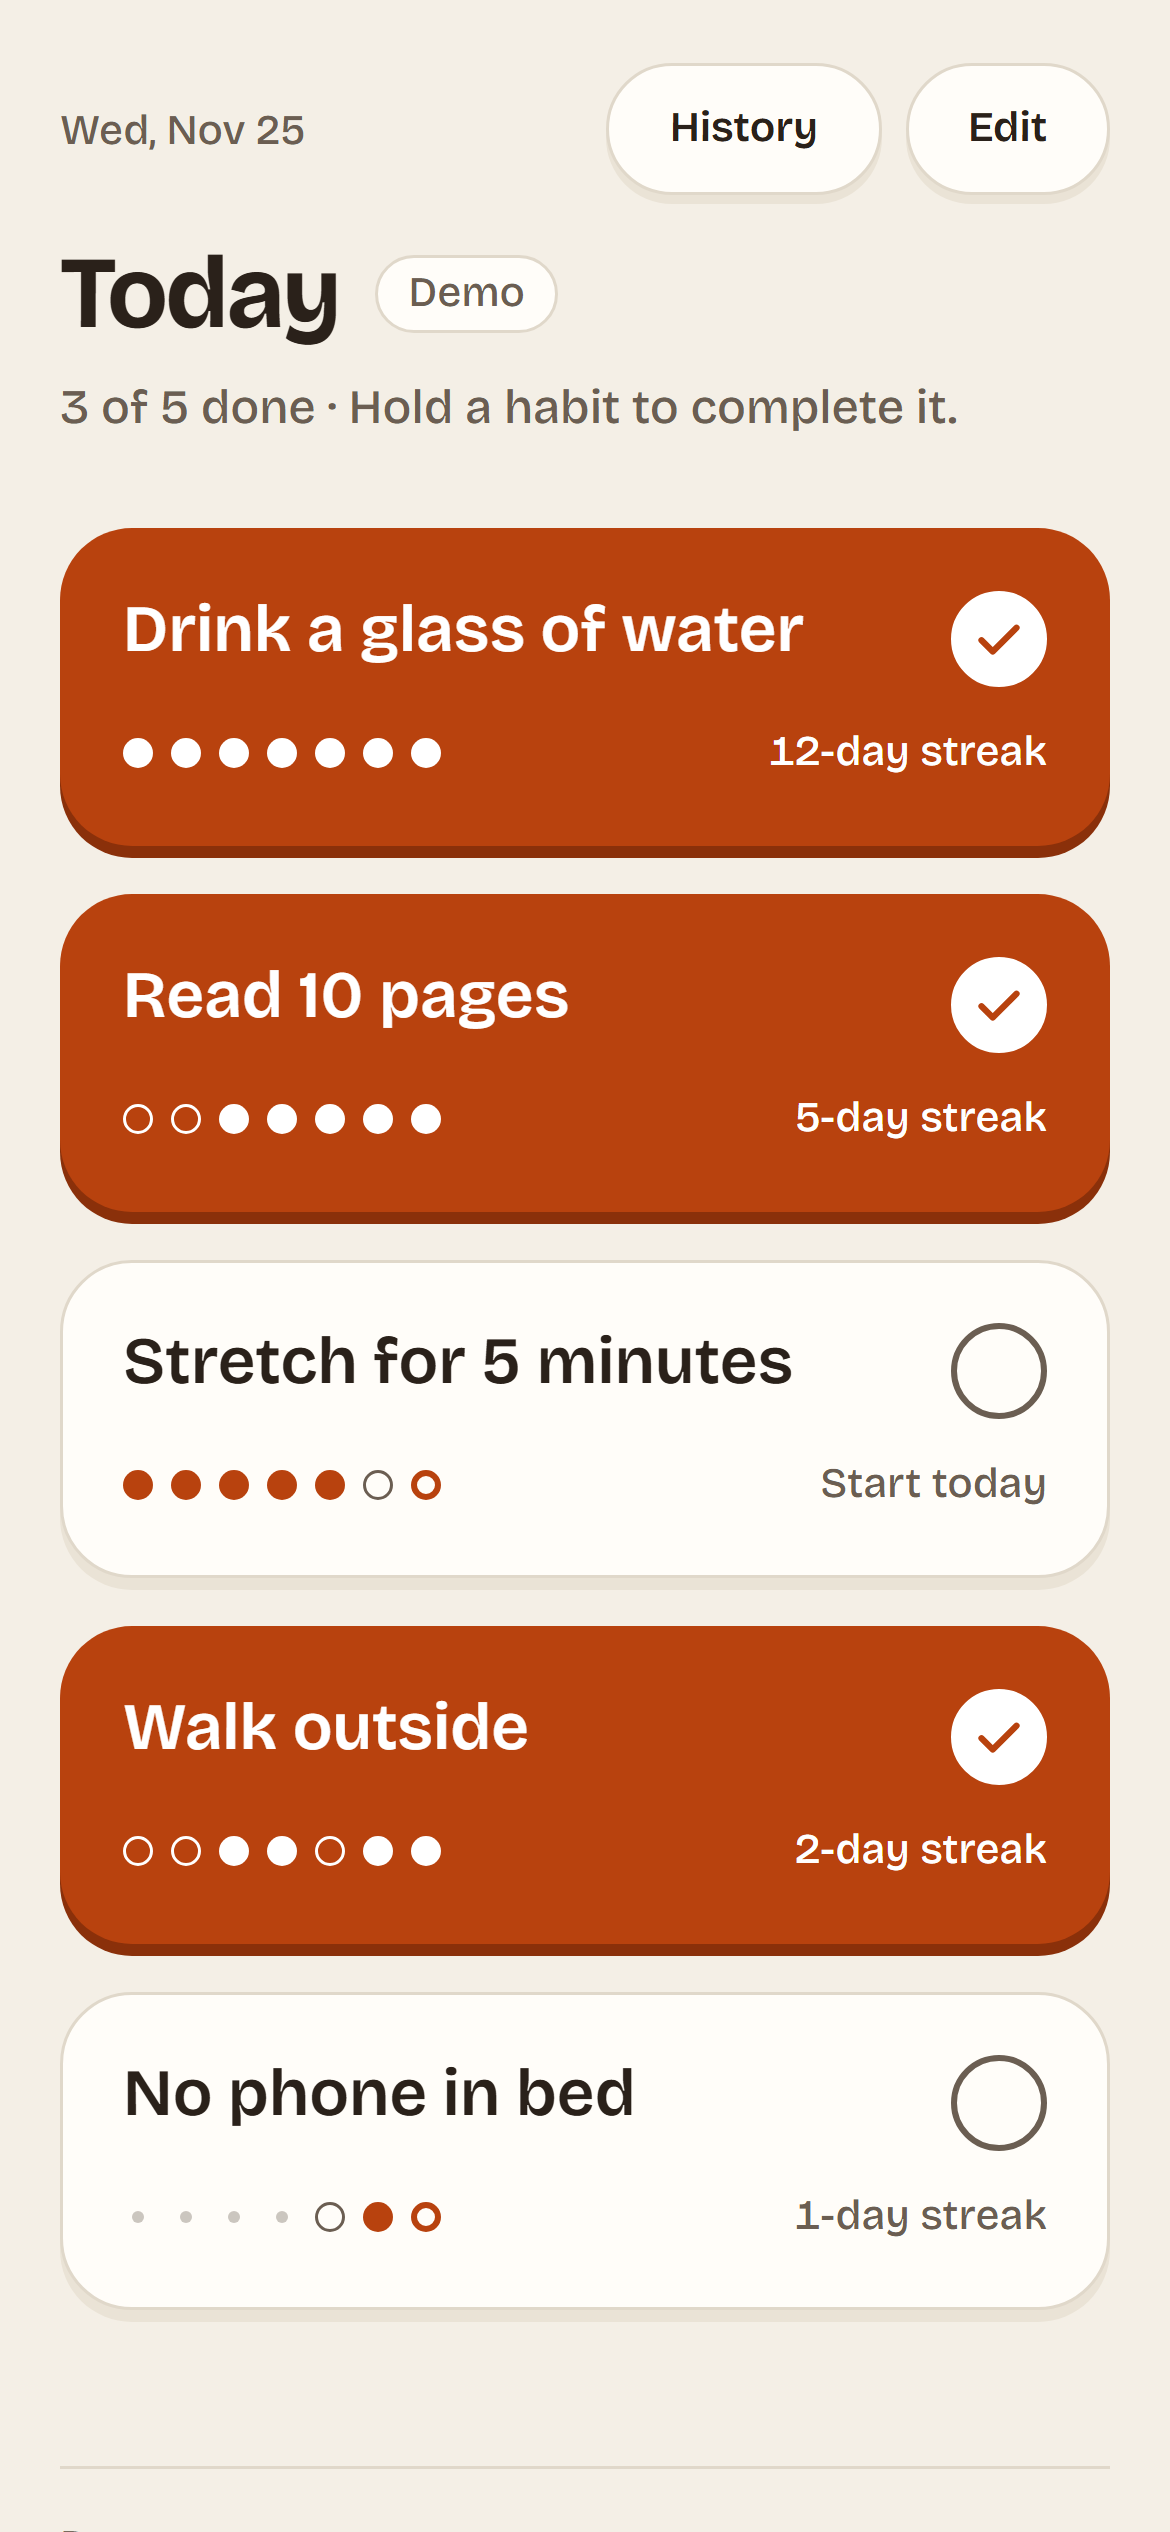 Wed, Nov 25
History
Edit
Today
Demo
3 of 5 done · Hold a habit to complete it.
Drink a glass of water
12-day streak
Read 10 pages
5-day streak
Stretch for 5 minutes
Start today
Walk outside
2-day streak
No phone in bed
1-day streak